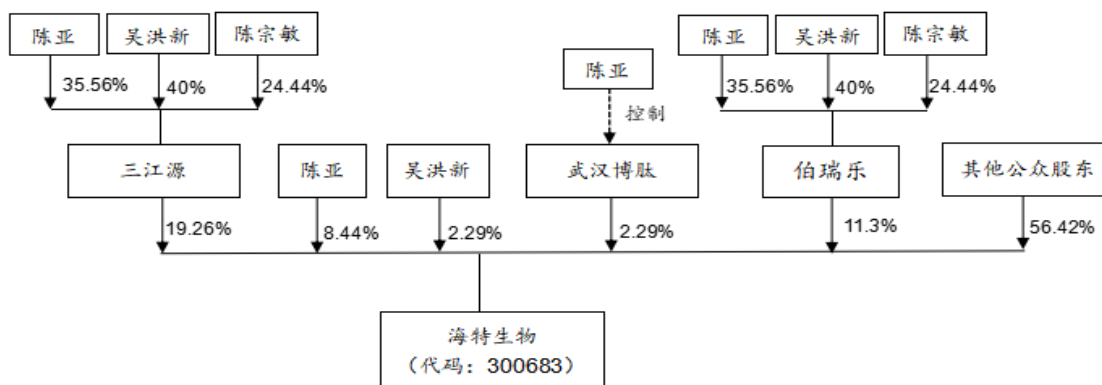 陈亚
吴洪新
陈宗敏
陈亚
陈亚
吴洪新
陈宗敏
35.56%
40%
24.44%
控制
35.56%
40%
24.44%
三江源
陈亚
吴洪新
武汉博肽
伯瑞乐
其他公众股东
19.26%
8.44%
2.29%
2.29%
11.3%
56.42%
海特生物
（代码：300683）